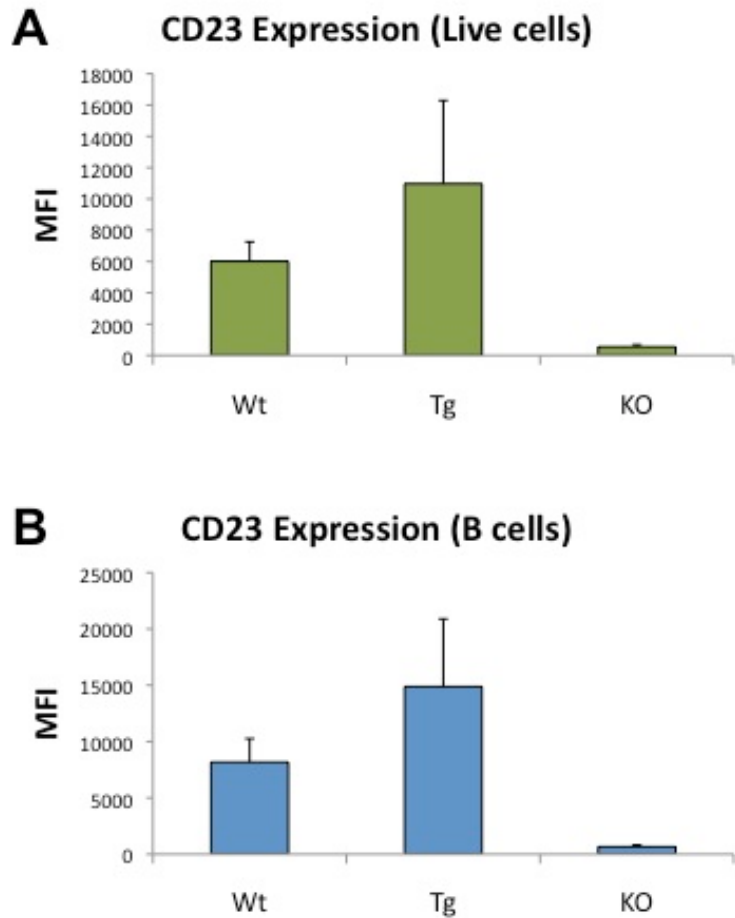 A
CD23 Expression (Live cells)
MFI
18000
16000
14000
12000
10000
8000
6000
4000
2000
0
Wt Tg KO
B
CD23 Expression (B cells)
MFI
25000
20000
15000
10000
5000
0
Wt Tg KO